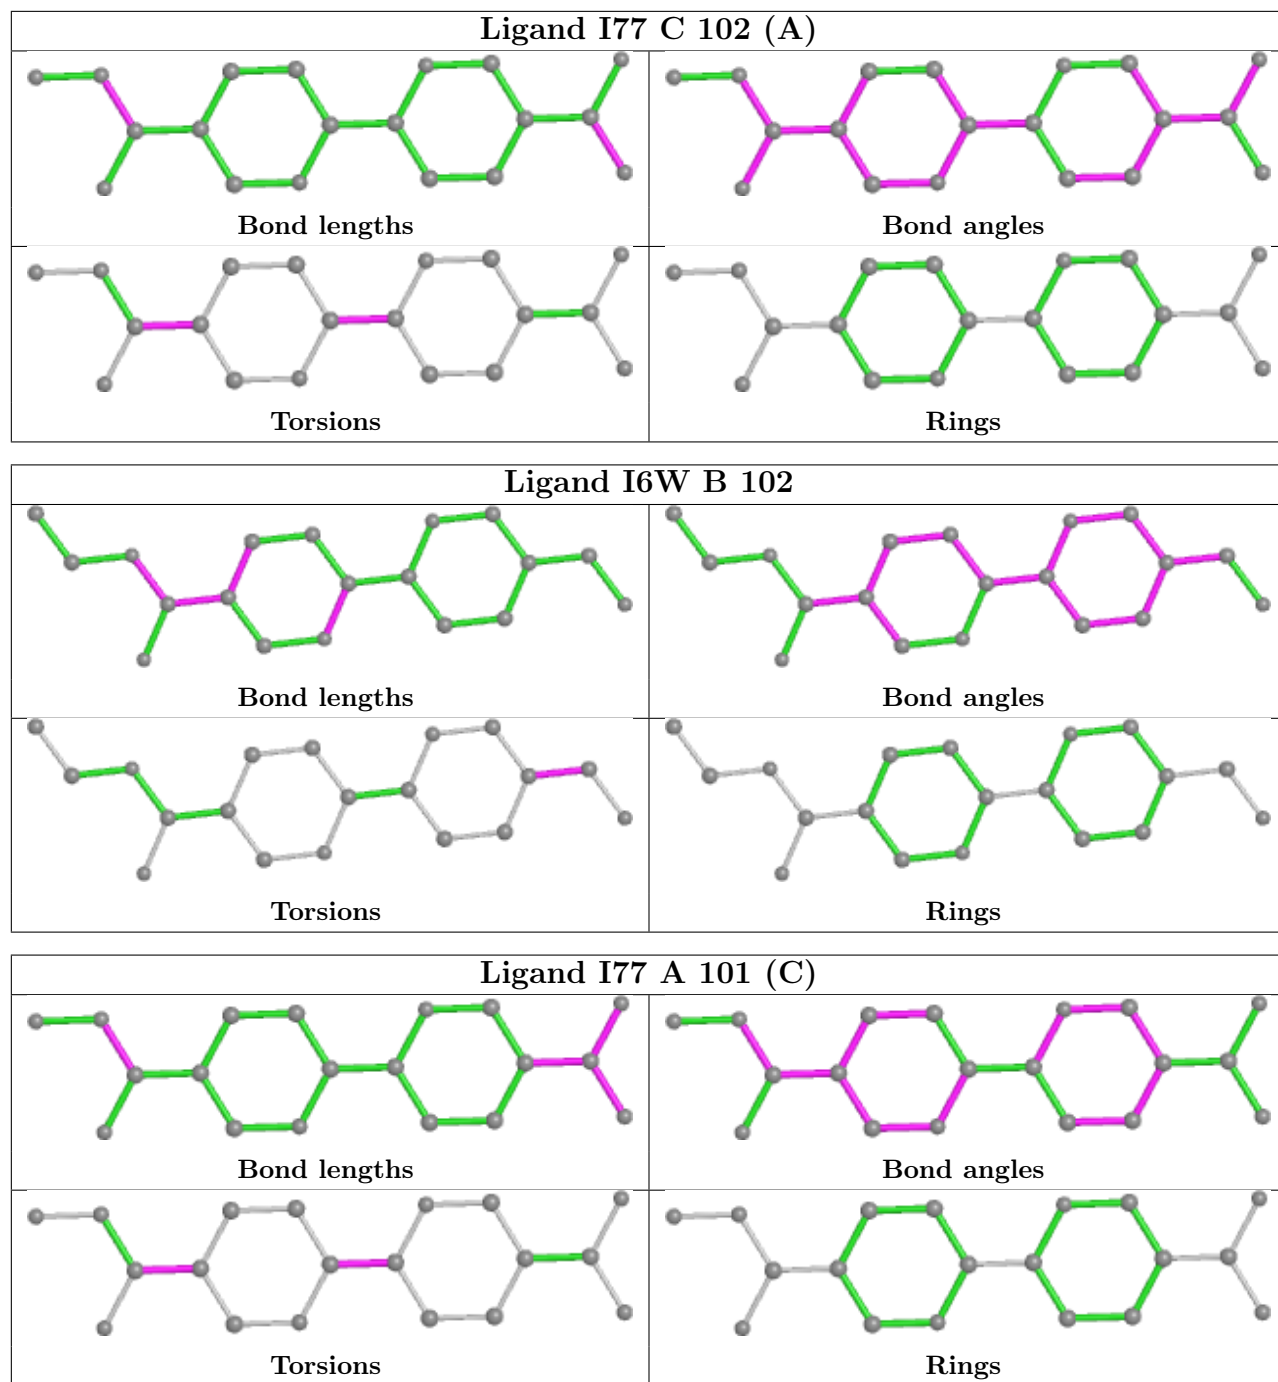 Ligand I77 C 102 (A)
Bond lengths
Bond angles
Torsions
Rings
Ligand I6W B 102
Bond lengths
Bond angles
Torsions
Rings
Ligand I77 A 101 (C)
Bond lengths
Bond angles
Torsions
Rings